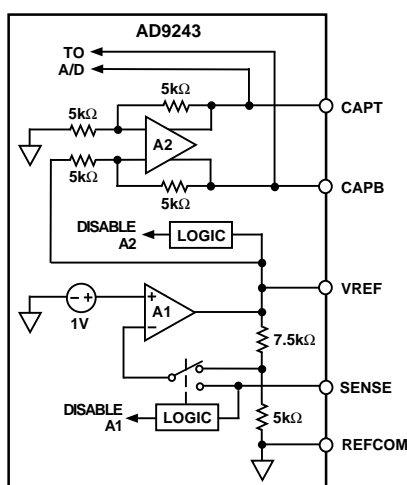 AD9243
TO
A/D
5kΩ
5kΩ
CAPT
A2
5kΩ
5kΩ
CAPB
DISABLE
A2
LOGIC
VREF
1V
A1
7.5kΩ
SENSE
DISABLE
A1
LOGIC
5kΩ
REFCOM